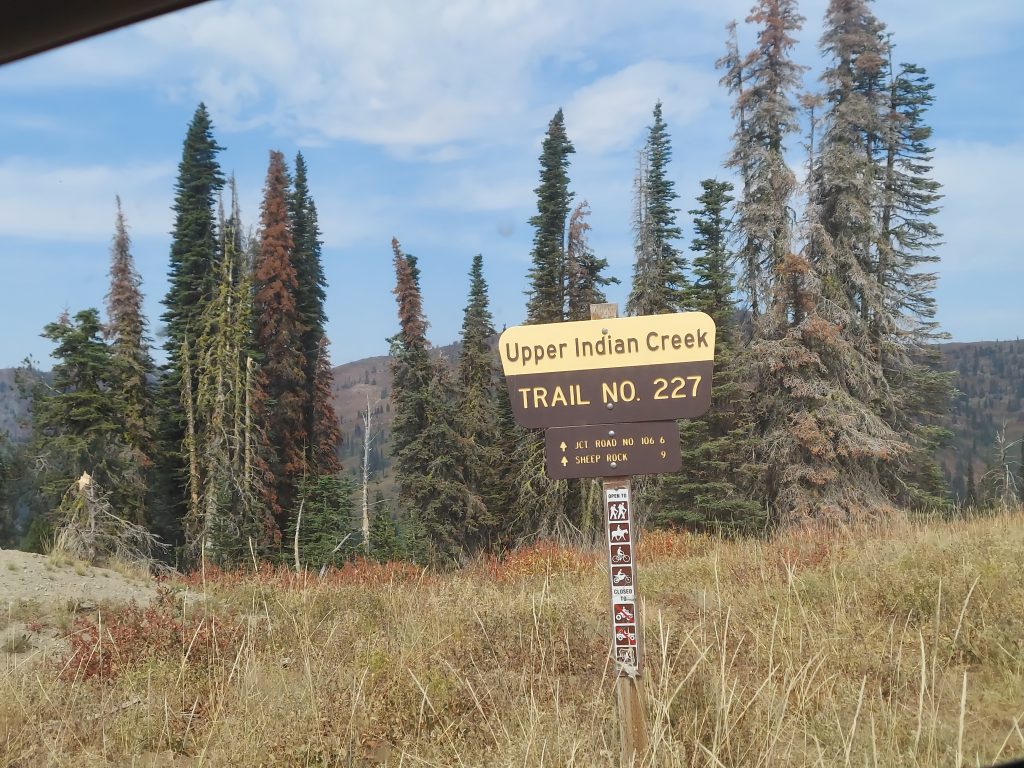 Upper Indian Creek
TRAIL NO. 227
JCT ROAD NO 106 6
SHEEP ROCK 9
OPEN TO
CLOSED
TO